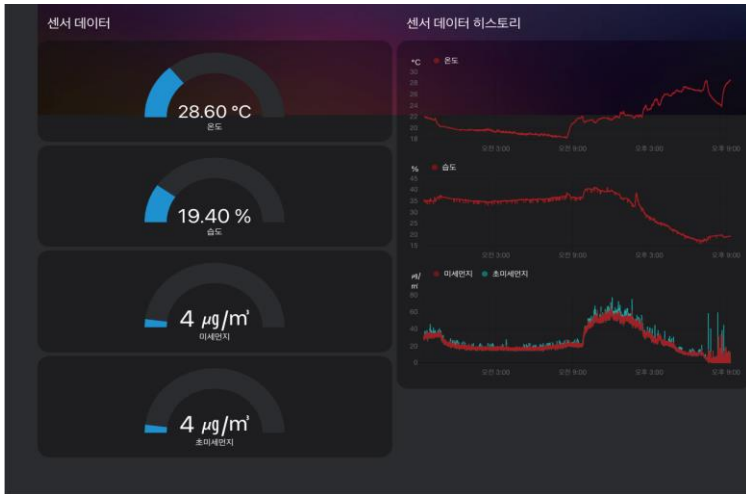 센서 데이터
28.60 °C
온도
19.40 %
습도
4 μg/m³
미세먼지
4 μg/m³
초미세먼지
센서 데이터 히스토리
°C 온도
30
28
26
24
22
20
18
오전 3:00 오전 9:00 오후 3:00 오후 9:00
% 습도
45
40
35
30
25
20
15
오전 3:00 오전 9:00 오후 3:00 오후 9:00
μg/ 미세먼지 초미세먼지
m³
80
60
40
20
0
오전 3:00 오전 9:00 오후 3:00 오후 9:00